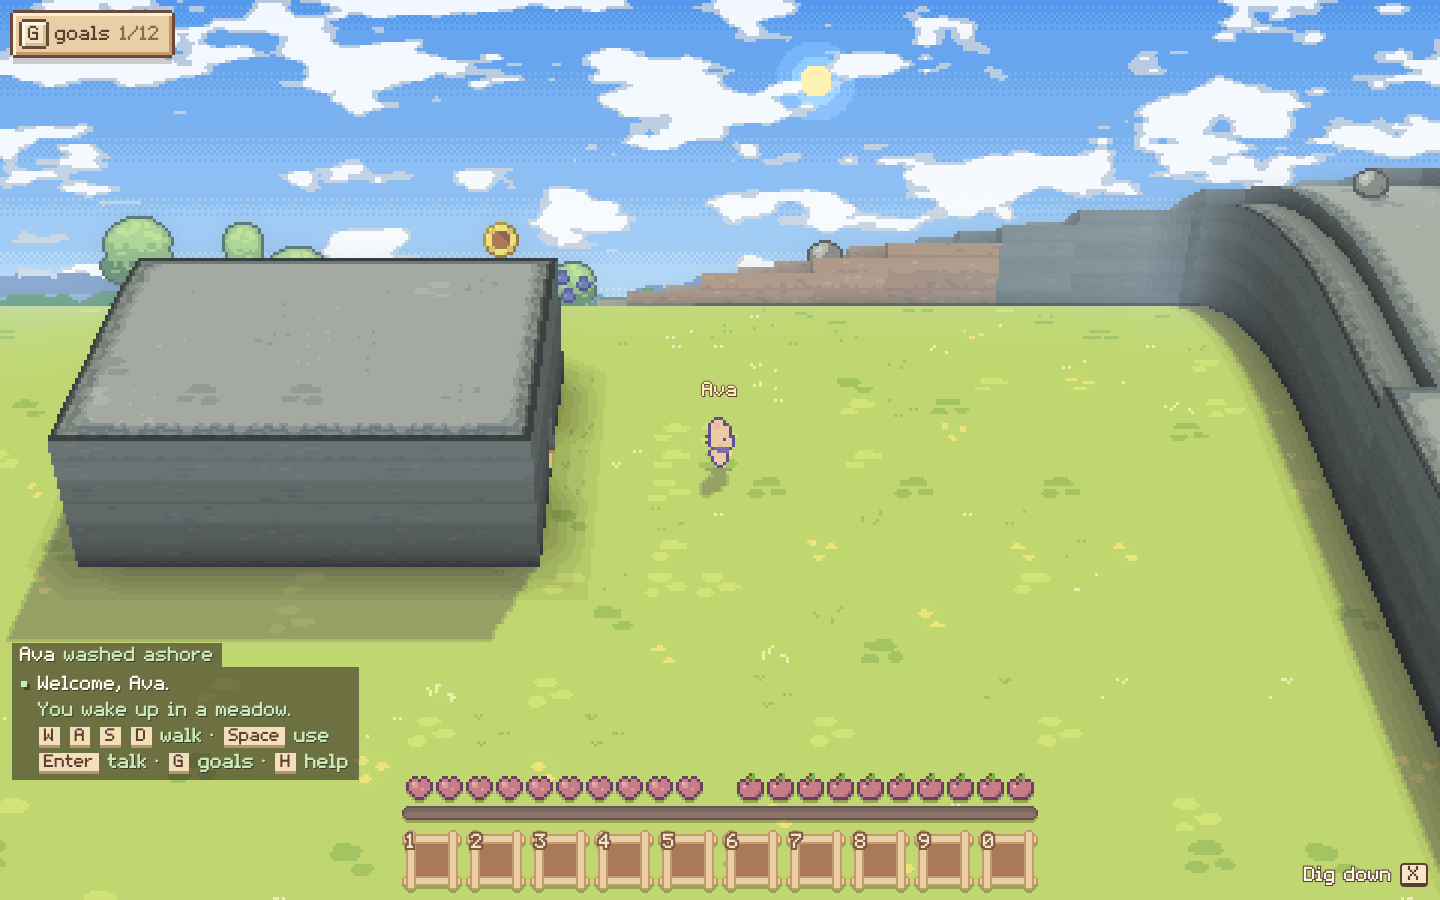 G goals 1/12
Ava
Ava washed ashore
Welcome, Ava.
You wake up in a meadow.
W A S D walk · Space use
Enter talk · G goals · H help
1 2 3 4 5 6 7 8 9 0
Dig down X